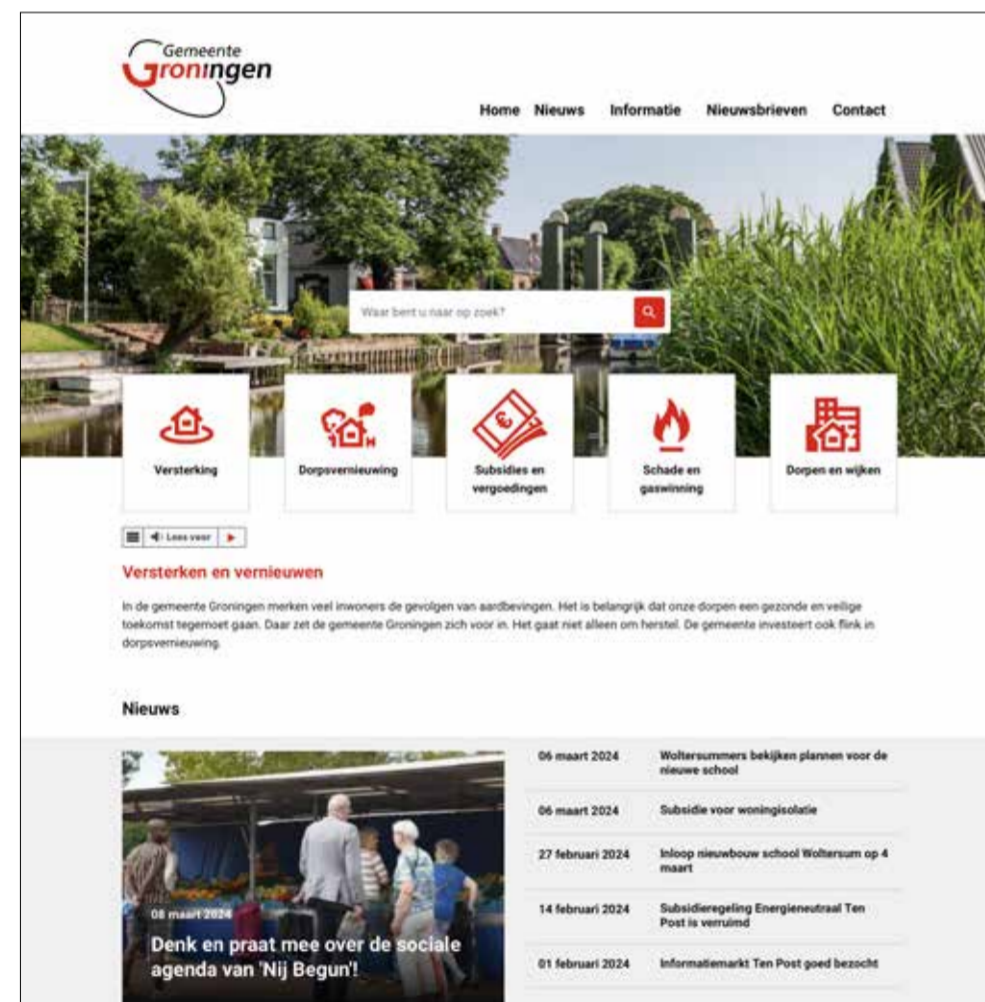 Gemeente
Groningen
Home Nieuws Informatie Nieuwsbrieven Contact
Waar bent u naar op zoek?
Versterking
Dorpsvernieuwing
Subsidies en
vergoedingen
Schade en
gaswinning
Dorpen en wijken
Lees voor
Versterken en vernieuwen
In de gemeente Groningen merken veel inwoners de gevolgen van aardbevingen. Het is belangrijk dat onze dorpen een gezonde en veilige
toekomst tegemoet gaan. Daar zet de gemeente Groningen zich voor in. Het gaat niet alleen om herstel. De gemeente investeert ook flink in
dorpsvernieuwing.
Nieuws
08 maart 2024
Denk en praat mee over de sociale
agenda van 'Nij Begun'!
06 maart 2024 Woltersummers bekijken plannen voor de
nieuwe school
06 maart 2024 Subsidie voor woningisolatie
27 februari 2024 Inloop nieuwbouw school Woltersum op 4
maart
14 februari 2024 Subsidieregeling Energieneutraal Ten
Post is verruimd
01 februari 2024 Informatiemarkt Ten Post goed bezocht